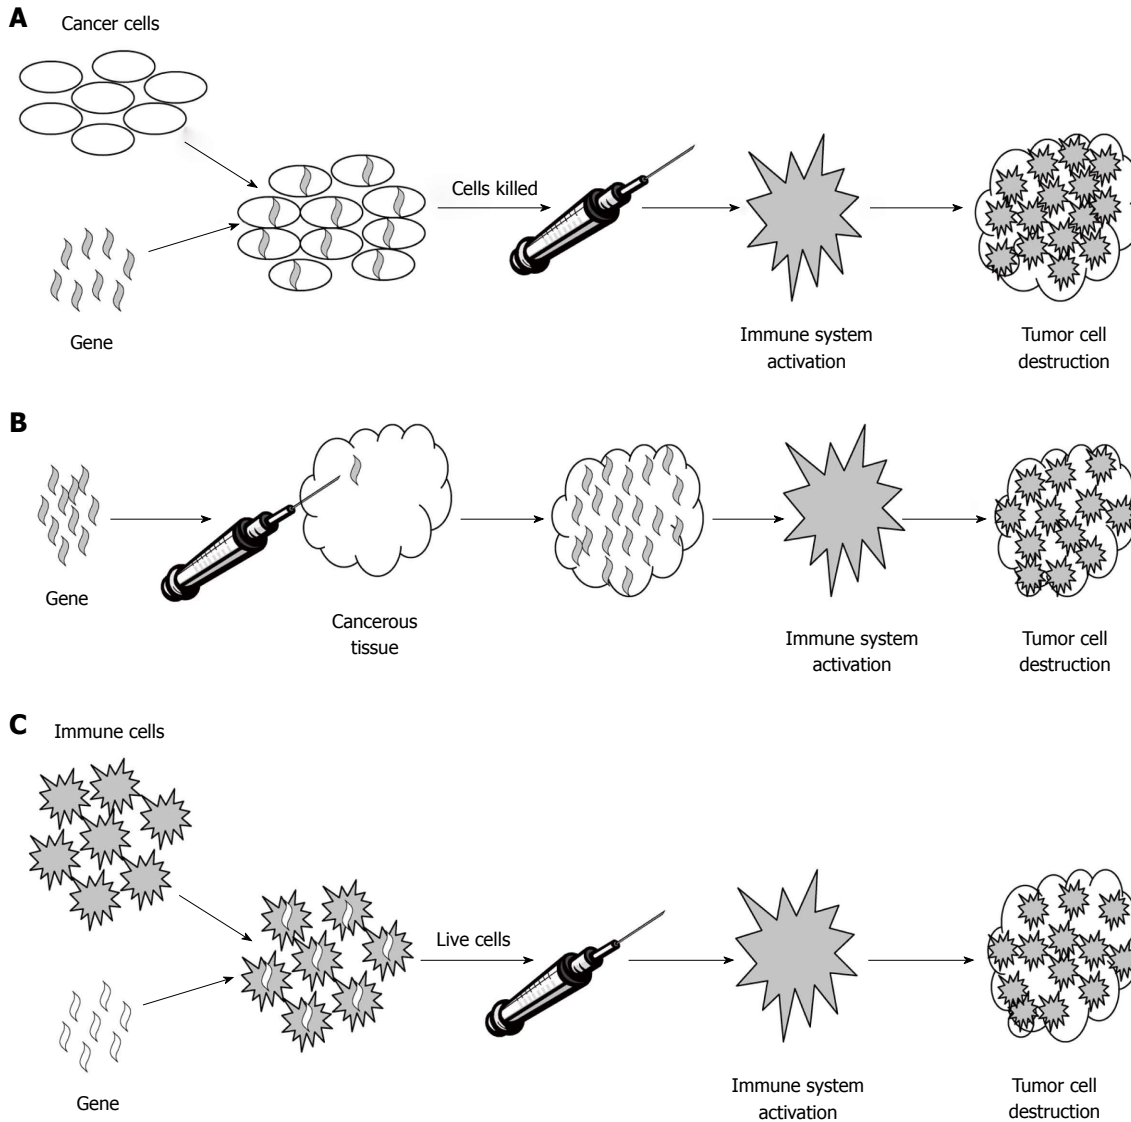 A
Cancer cells
Cells killed
Gene
Immune system
activation
Tumor cell
destruction
B
Gene
Cancerous
tissue
Immune system
activation
Tumor cell
destruction
C
Immune cells
Live cells
Gene
Immune system
activation
Tumor cell
destruction